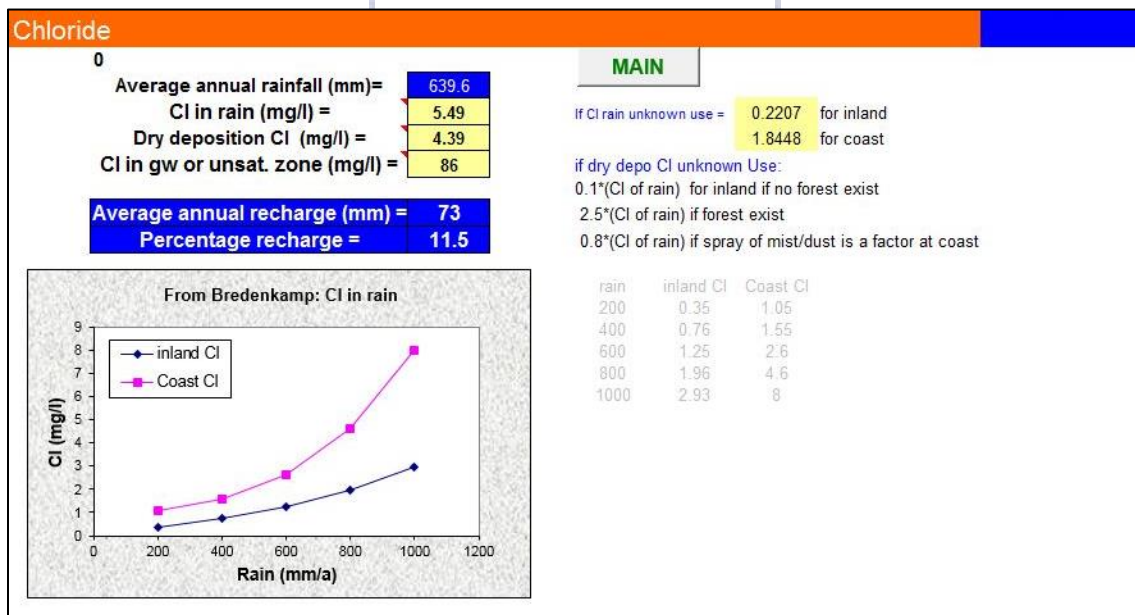 Chloride
0
Average annual rainfall (mm)= 639.6
Cl in rain (mg/l) = 5.49
Dry deposition Cl (mg/l) = 4.39
Cl in gw or unsat. zone (mg/l) = 86
Average annual recharge (mm) = 73
Percentage recharge = 11.5
MAIN
If Cl rain unknown use = 0.2207 for inland
1.8448 for coast
if dry depo Cl unknown Use:
0.1*(Cl of rain) for inland if no forest exist
2.5*(Cl of rain) if forest exist
0.8*(Cl of rain) if spray of mist/dust is a factor at coast
From Bredenkamp: Cl in rain
inland Cl
Coast Cl
Cl (mg/l)
9
8
7
6
5
4
3
2
1
0
0 200 400 600 800 1000 1200
Rain (mm/a)
rain inland Cl Coast Cl
200 0.35 1.05
400 0.76 1.55
600 1.25 2.6
800 1.96 4.6
1000 2.93 8